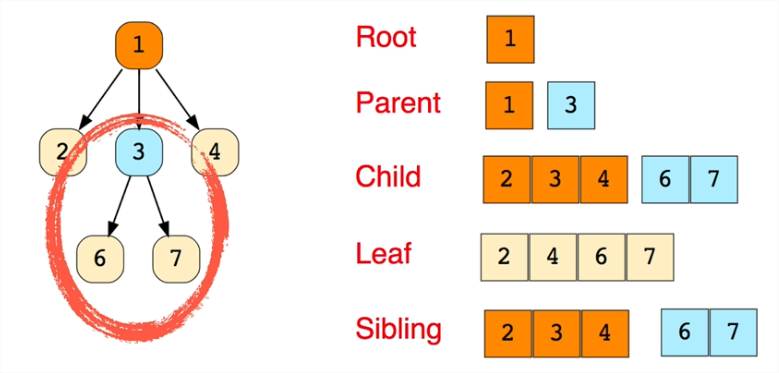 1
2 3 4
6 7
Root 1
Parent 1 3
Child 2 3 4 6 7
Leaf 2 4 6 7
Sibling 2 3 4 6 7